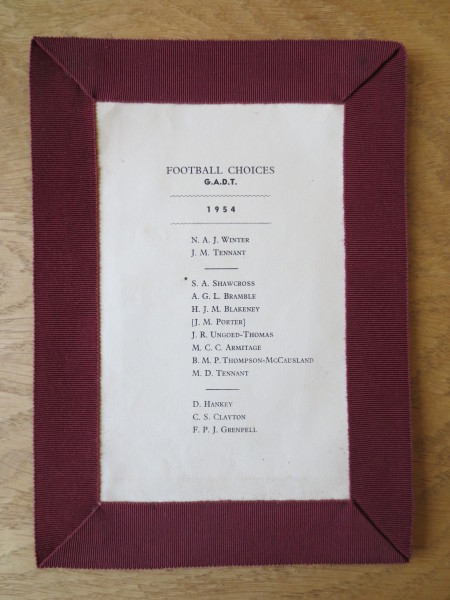 FOOTBALL CHOICES
G.A.D.T.
1954
N. A. J. WINTER
J. M. TENNANT
* S. A. SHAWCROSS
A. G. L. BRAMBLE
H. J. M. BLAKENEY
[J. M. PORTER]
J. R. UNGOED-THOMAS
M. C. C. ARMITAGE
B. M. P. THOMPSON-MCCAUSLAND
M. D. TENNANT
D. HANKEY
C. S. CLAYTON
F. P. J. GRENFELL